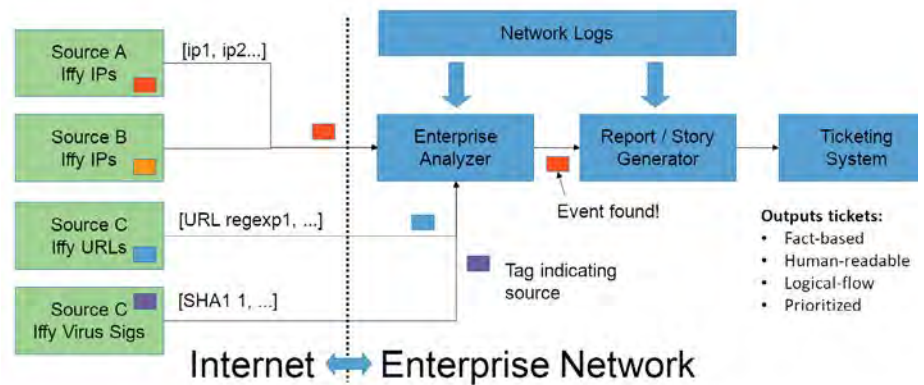 Source A
Iffy IPs
[ip1, ip2...]
Network Logs
Source B
Iffy IPs
Enterprise
Analyzer
Report / Story
Generator
Ticketing
System
Event found!
Source C
Iffy URLs
[URL regexp1, ...]
Tag indicating
source
Source C
Iffy Virus Sigs
[SHA1 1, ...]
Outputs tickets:
• Fact-based
• Human-readable
• Logical-flow
• Prioritized
Internet
Enterprise Network